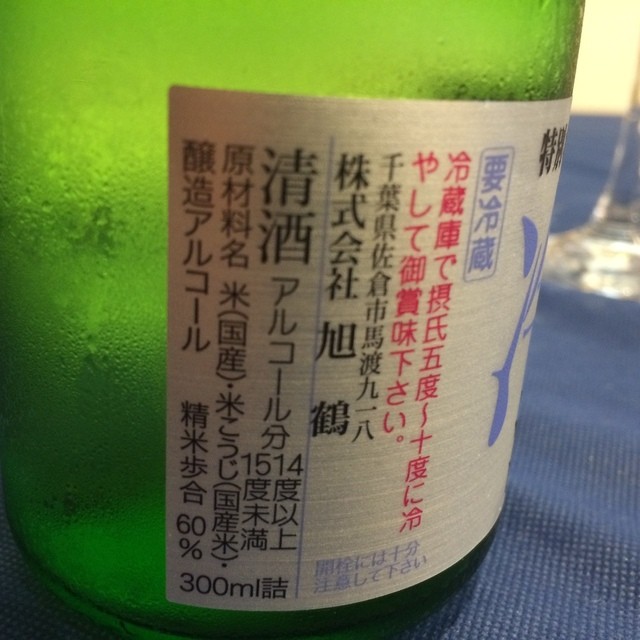 要冷蔵
冷蔵庫で摂氏五度〜十度に冷
やして御賞味下さい。
千葉県佐倉市馬渡九一八
株式会社 旭 鶴
清酒 アルコール分 14度以上
15度未満
原材料名 米(国産)・米こうじ(国産米)・
醸造アルコール 精米歩合 60%
300ml詰
開栓には十分
注意して下さい